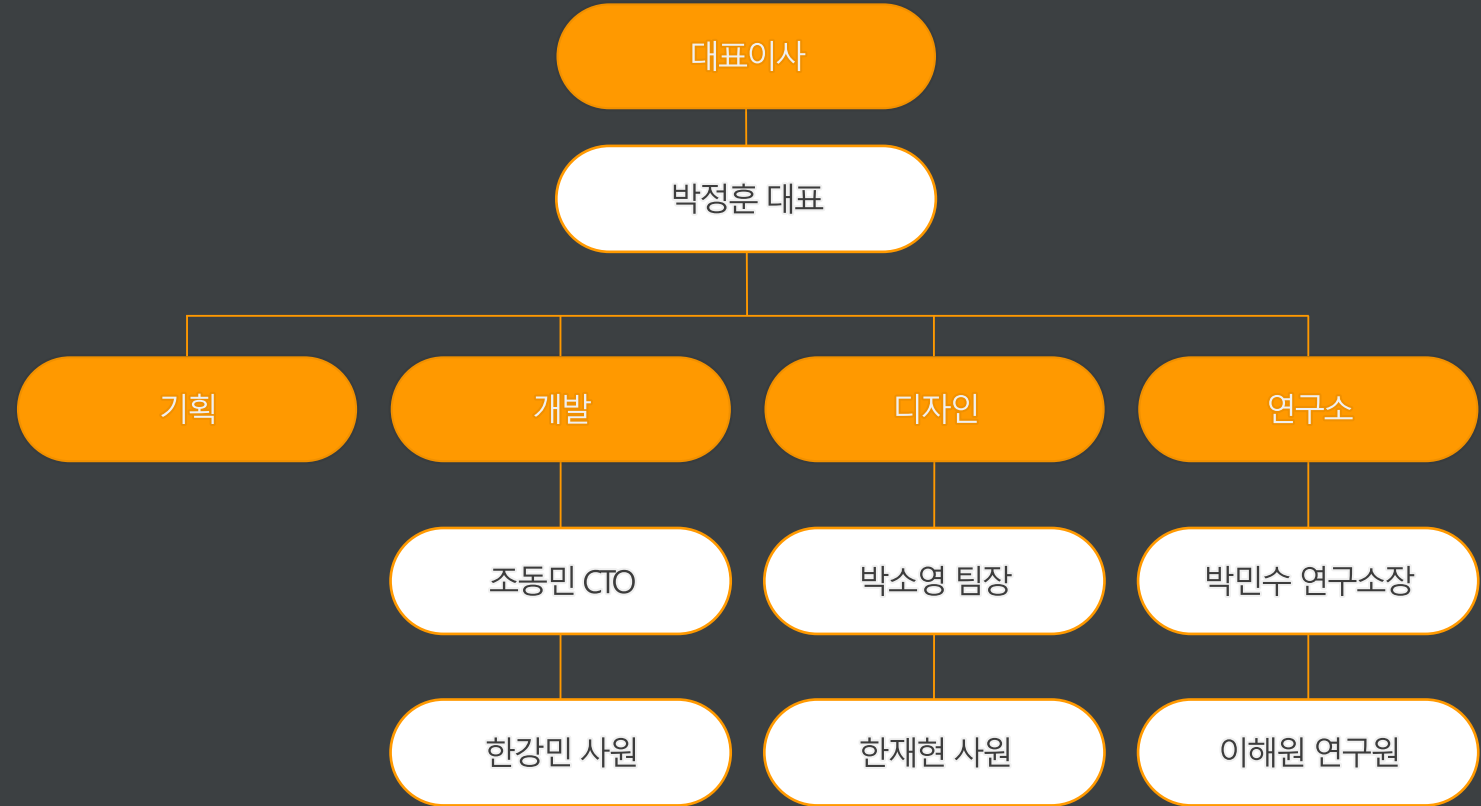 대표이사
박정훈 대표
기획
개발
디자인
연구소
조동민 CTO
박소영 팀장
박민수 연구소장
한강민 사원
한재현 사원
이해원 연구원